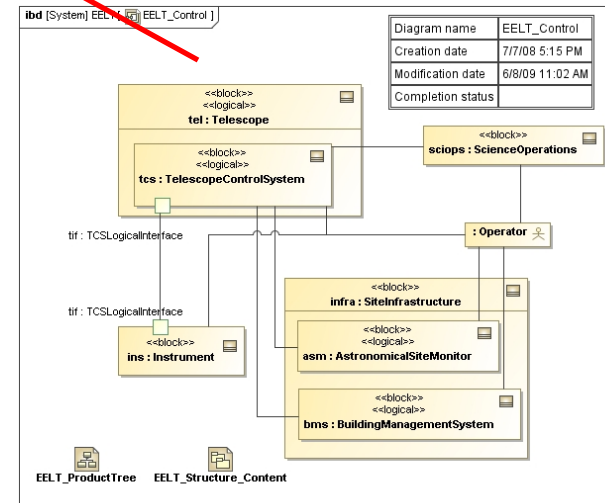 ibd [System] EELT[ EELT_Control ]
Diagram name EELT_Control
Creation date 7/7/08 5:15 PM
Modification date 6/8/09 11:02 AM
Completion status
<<block>>
<<logical>>
tel : Telescope
<<block>>
<<logical>>
tcs : TelescopeControlSystem
<<block>>
sciops : ScienceOperations
tif : TCSLogicalInterface
: Operator
<<block>>
infra : SiteInfrastructure
tif : TCSLogicalInterface
<<block>>
ins : Instrument
<<block>>
<<logical>>
asm : AstronomicalSiteMonitor
<<block>>
<<logical>>
bms : BuildingManagementSystem
EELT_ProductTree EELT_Structure_Content